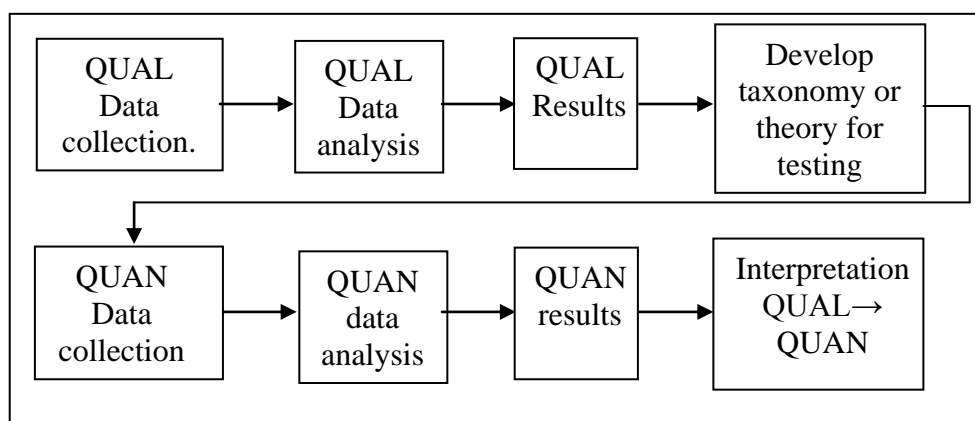 QUAL
Data
collection.
QUAL
Data
analysis
QUAL
Results
Develop
taxonomy or
theory for
testing
QUAN
Data
collection
QUAN
data
analysis
QUAN
results
Interpretation
QUAL→
QUAN